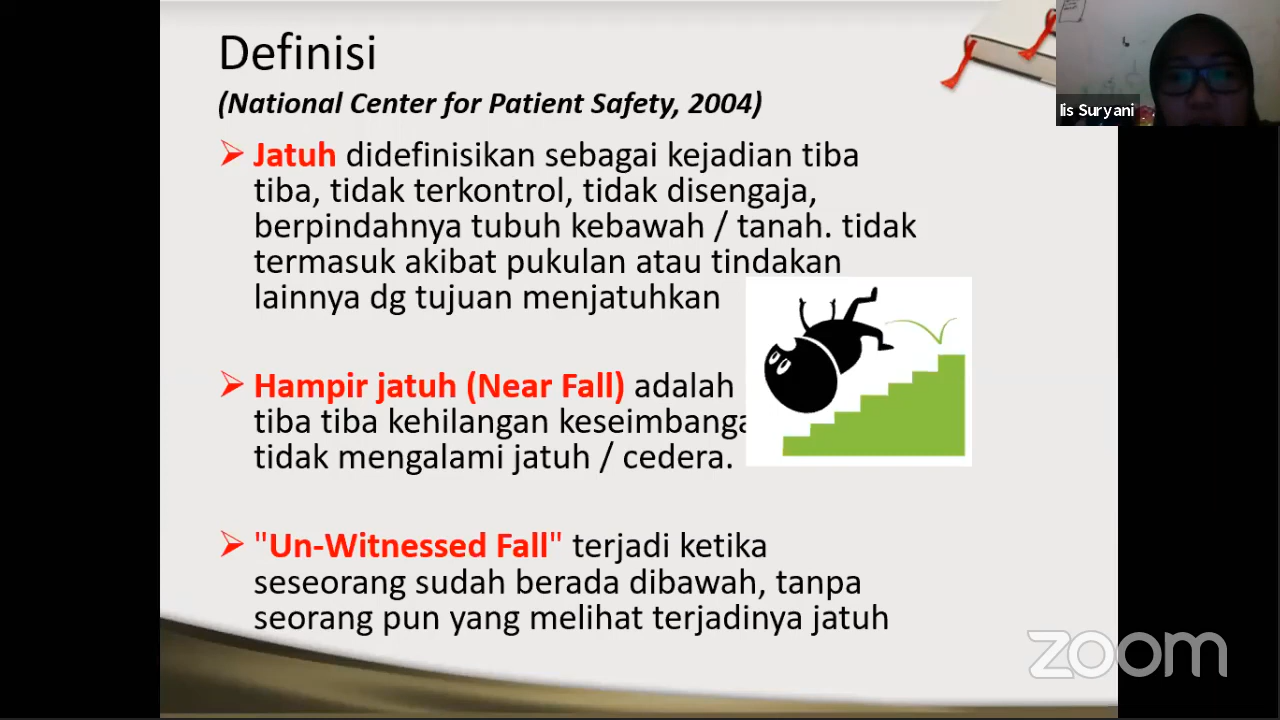 Definisi
(National Center for Patient Safety, 2004)
Jatuh didefinisikan sebagai kejadian tiba
tiba, tidak terkontrol, tidak disengaja,
berpindahnya tubuh kebawah / tanah. tidak
termasuk akibat pukulan atau tindakan
lainnya dg tujuan menjatuhkan
Hampir jatuh (Near Fall) adalah
tiba tiba kehilangan
tidak mengalami jatuh / cedera.
"Un-Witnessed Fall" terjadi ketika
seseorang sudah berada dibawah, tanpa
seorang pun yang melihat terjadinya jatuh
Iis Suryani
zoom